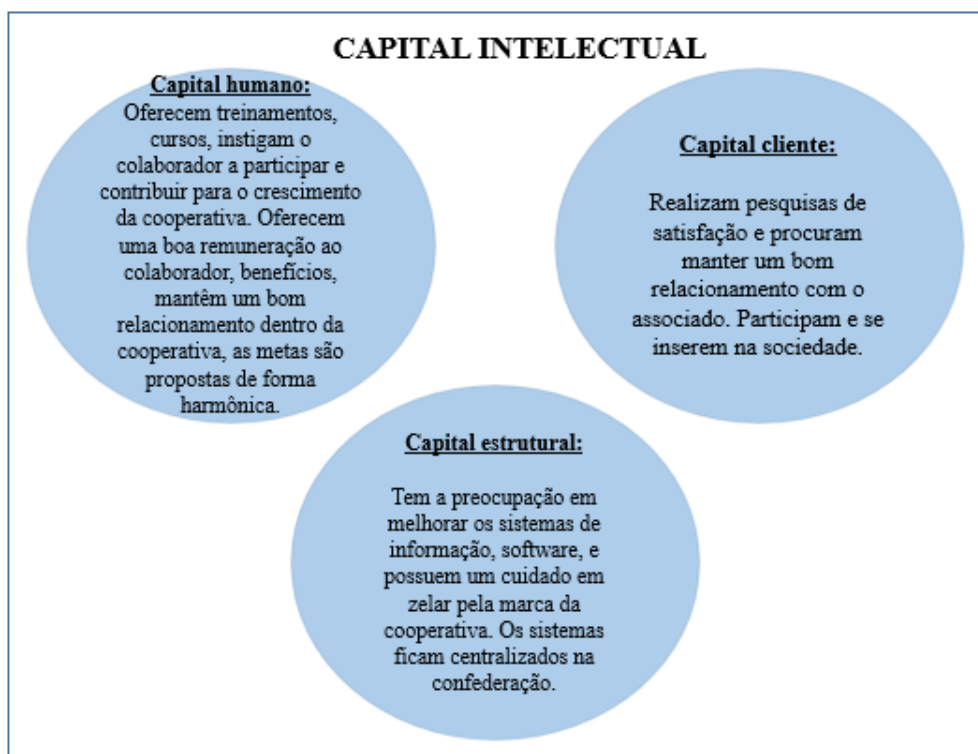 CAPITAL INTELECTUAL
Capital humano:
Oferecem treinamentos,
cursos, instigam o
colaborador a participar e
contribuir para o crescimento
da cooperativa. Oferecem
uma boa remuneração ao
colaborador, benefícios,
mantêm um bom
relacionamento dentro da
cooperativa, as metas são
propostas de forma
harmônica.
Capital cliente:
Realizam pesquisas de
satisfação e procuram
manter um bom
relacionamento com o
associado. Participam e se
inserem na sociedade.
Capital estrutural:
Tem a preocupação em
melhorar os sistemas de
informação, software, e
possuem um cuidado em
zelar pela marca da
cooperativa. Os sistemas
ficam centralizados na
confederação.